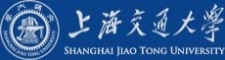 上海交通大學
SHANGHAI JIAO TONG UNIVERSITY